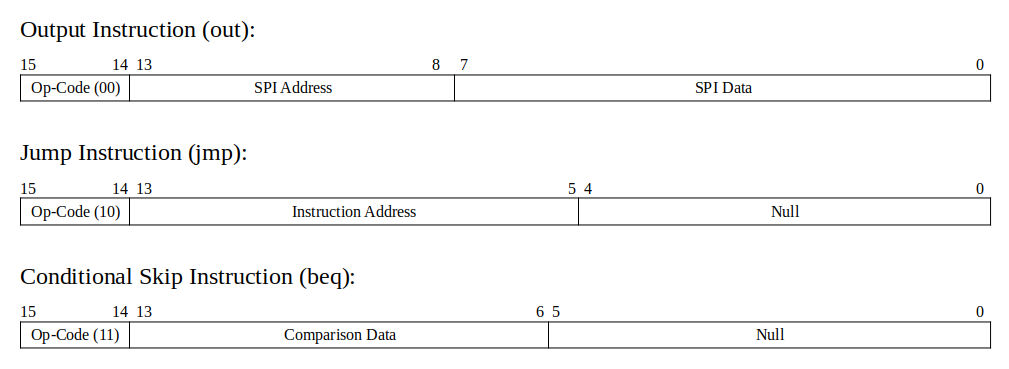 Output Instruction (out):
15 14 13 8 7 0
Op-Code (00) SPI Address SPI Data
Jump Instruction (jmp):
15 14 13 5 4 0
Op-Code (10) Instruction Address Null
Conditional Skip Instruction (beq):
15 14 13 6 5 0
Op-Code (11) Comparison Data Null